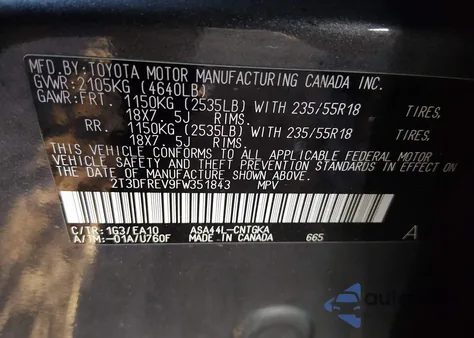 MFD.BY:TOYOTA MOTOR MANUFACTURING CANADA INC.
GVWR:2105KG (4640LB)
GAWR:FRT. 1150KG (2535LB) WITH 235/55R18 TIRES,
18X7.5J RIMS.
RR. 1150KG (2535LB) WITH 235/55R18 TIRES,
18X7.5J RIMS.
THIS VEHICLE CONFORMS TO ALL APPLICABLE FEDERAL MOTOR
VEHICLE SAFETY AND THEFT PREVENTION STANDARDS IN EFFECT ON
THE DATE OF MANUFACTURE SHOWN ABOVE.
2T3DFREV9FW351843 MPV
C/TR:1G3/EA10 ASA44L-CNTGKA
A/TM:-01A/U760F MADE IN CANADA 665 A